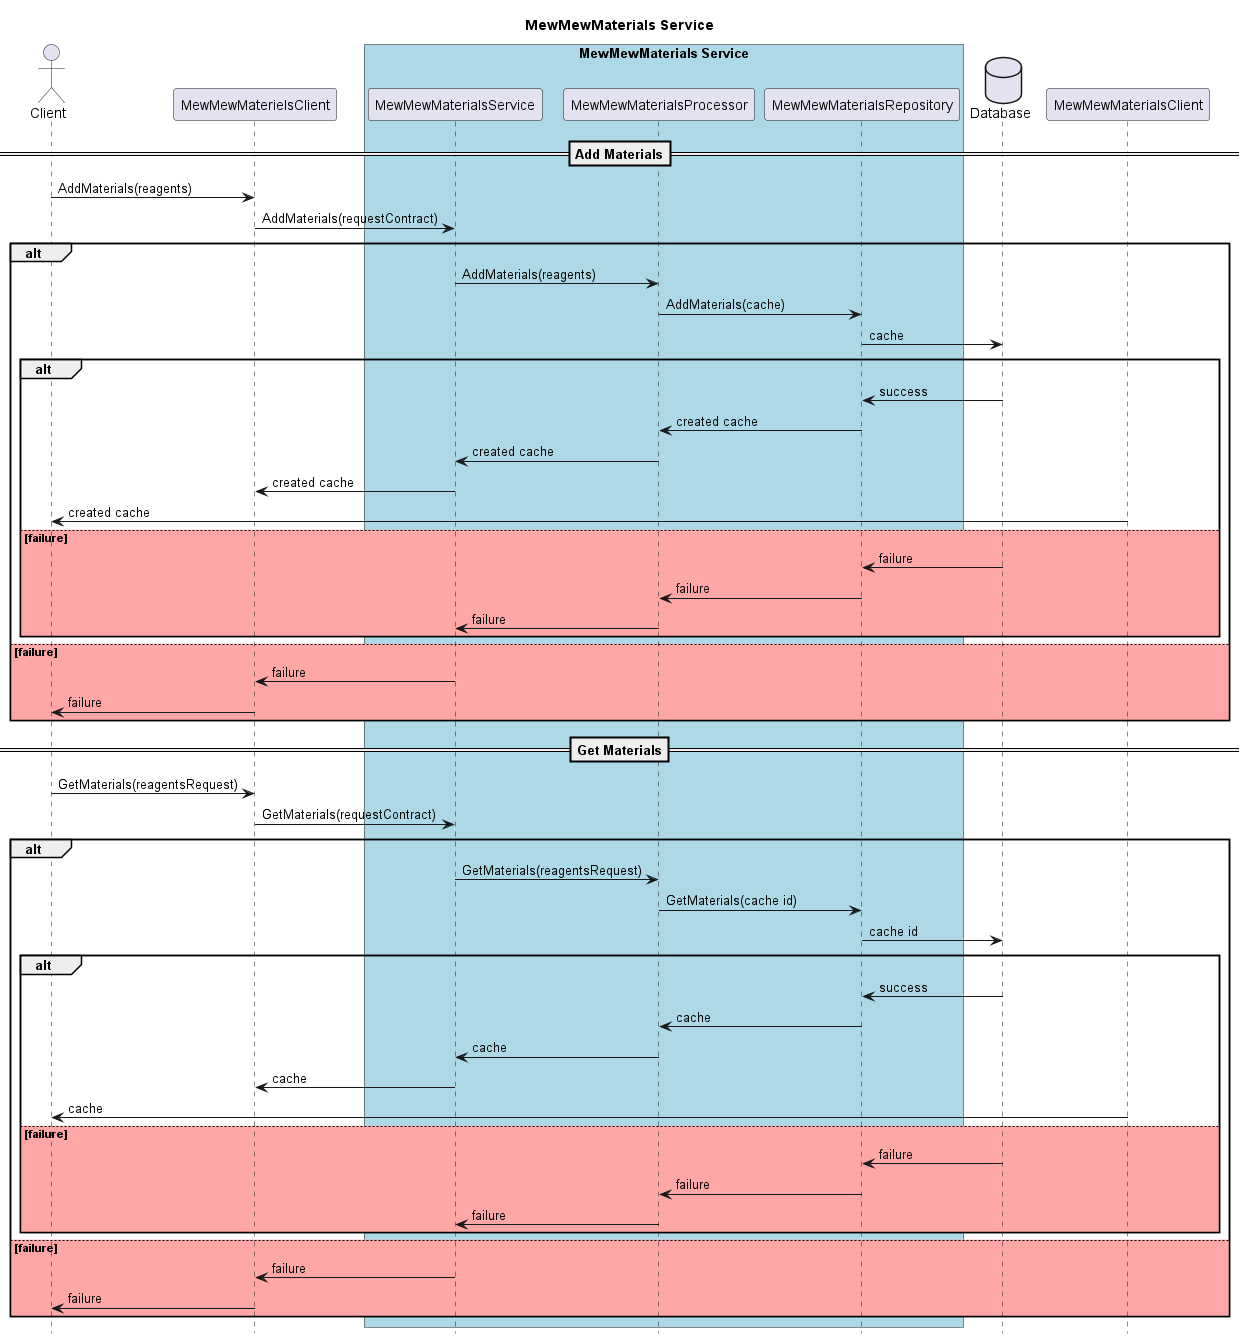 MewMewMaterials Service
MewMewMaterials Service
Client
MewMewMaterielsClient
MewMewMaterialsService
MewMewMaterialsProcessor
MewMewMaterialsRepository
Database
MewMewMaterialsClient
Add Materials
AddMaterials(reagents)
AddMaterials(requestContract)
alt
AddMaterials(reagents)
AddMaterials(cache)
cache
alt
success
created cache
created cache
created cache
created cache
[failure]
failure
failure
failure
[failure]
failure
failure
Get Materials
GetMaterials(reagentsRequest)
GetMaterials(requestContract)
alt
GetMaterials(reagentsRequest)
GetMaterials(cache id)
cache id
alt
success
cache
cache
cache
cache
[failure]
failure
failure
failure
[failure]
failure
failure